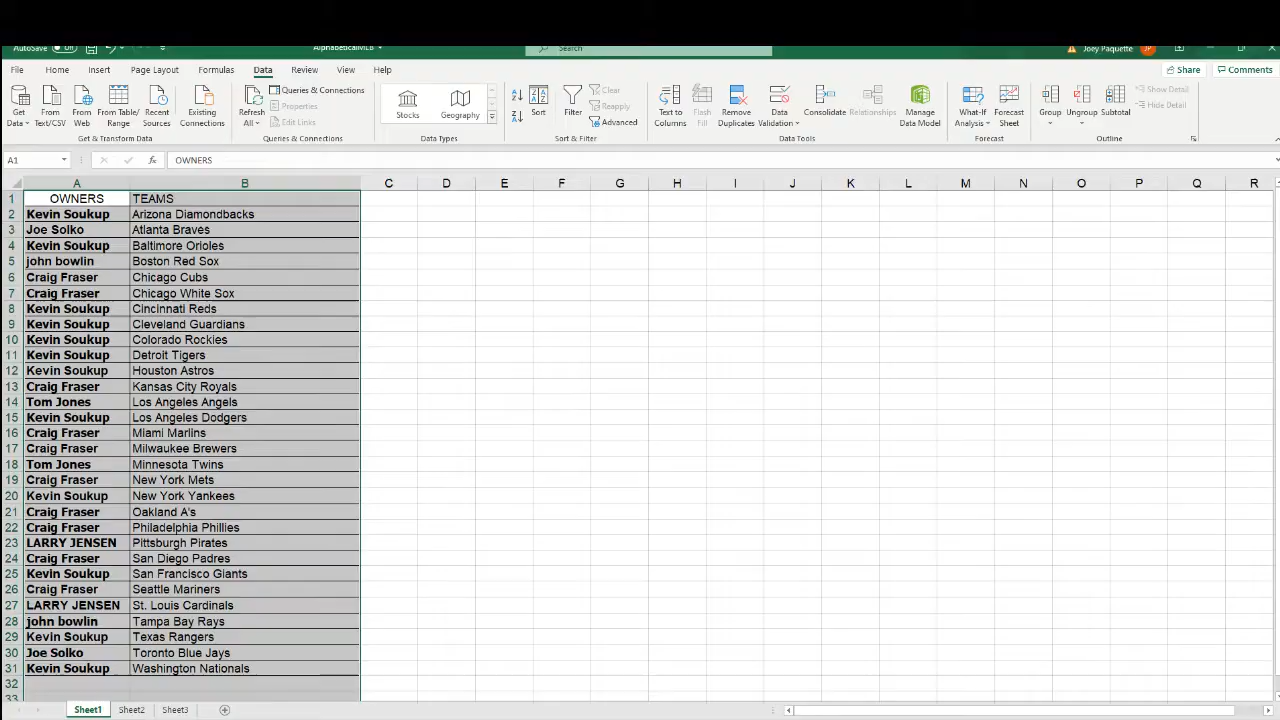 AutoSave Off AlphabeticalMLB Search Joey Paquette JP
File Home Insert Page Layout Formulas Data Review View Help Share Comments
Get Data From Text/CSV From Web From Table/ Range Recent Sources Existing Connections Refresh All Queries & Connections Properties Edit Links Stocks Geography Sort Filter Clear Reapply Advanced Text to Columns Flash Fill Remove Duplicates Data Validation Consolidate Relationships Manage Data Model What-If Analysis Forecast Sheet Group Ungroup Subtotal Show Detail Hide Detail
Get & Transform Data Queries & Connections Data Types Sort & Filter Data Tools Forecast Outline
A1 fx OWNERS
A B C D E F G H I J K L M N O P Q R
1 OWNERS TEAMS
2 Kevin Soukup Arizona Diamondbacks
3 Joe Solko Atlanta Braves
4 Kevin Soukup Baltimore Orioles
5 john bowlin Boston Red Sox
6 Craig Fraser Chicago Cubs
7 Craig Fraser Chicago White Sox
8 Kevin Soukup Cincinnati Reds
9 Kevin Soukup Cleveland Guardians
10 Kevin Soukup Colorado Rockies
11 Kevin Soukup Detroit Tigers
12 Kevin Soukup Houston Astros
13 Craig Fraser Kansas City Royals
14 Tom Jones Los Angeles Angels
15 Kevin Soukup Los Angeles Dodgers
16 Craig Fraser Miami Marlins
17 Craig Fraser Milwaukee Brewers
18 Tom Jones Minnesota Twins
19 Craig Fraser New York Mets
20 Kevin Soukup New York Yankees
21 Craig Fraser Oakland A's
22 Craig Fraser Philadelphia Phillies
23 LARRY JENSEN Pittsburgh Pirates
24 Craig Fraser San Diego Padres
25 Kevin Soukup San Francisco Giants
26 Craig Fraser Seattle Mariners
27 LARRY JENSEN St. Louis Cardinals
28 john bowlin Tampa Bay Rays
29 Kevin Soukup Texas Rangers
30 Joe Solko Toronto Blue Jays
31 Kevin Soukup Washington Nationals
32
33
Sheet1 Sheet2 Sheet3